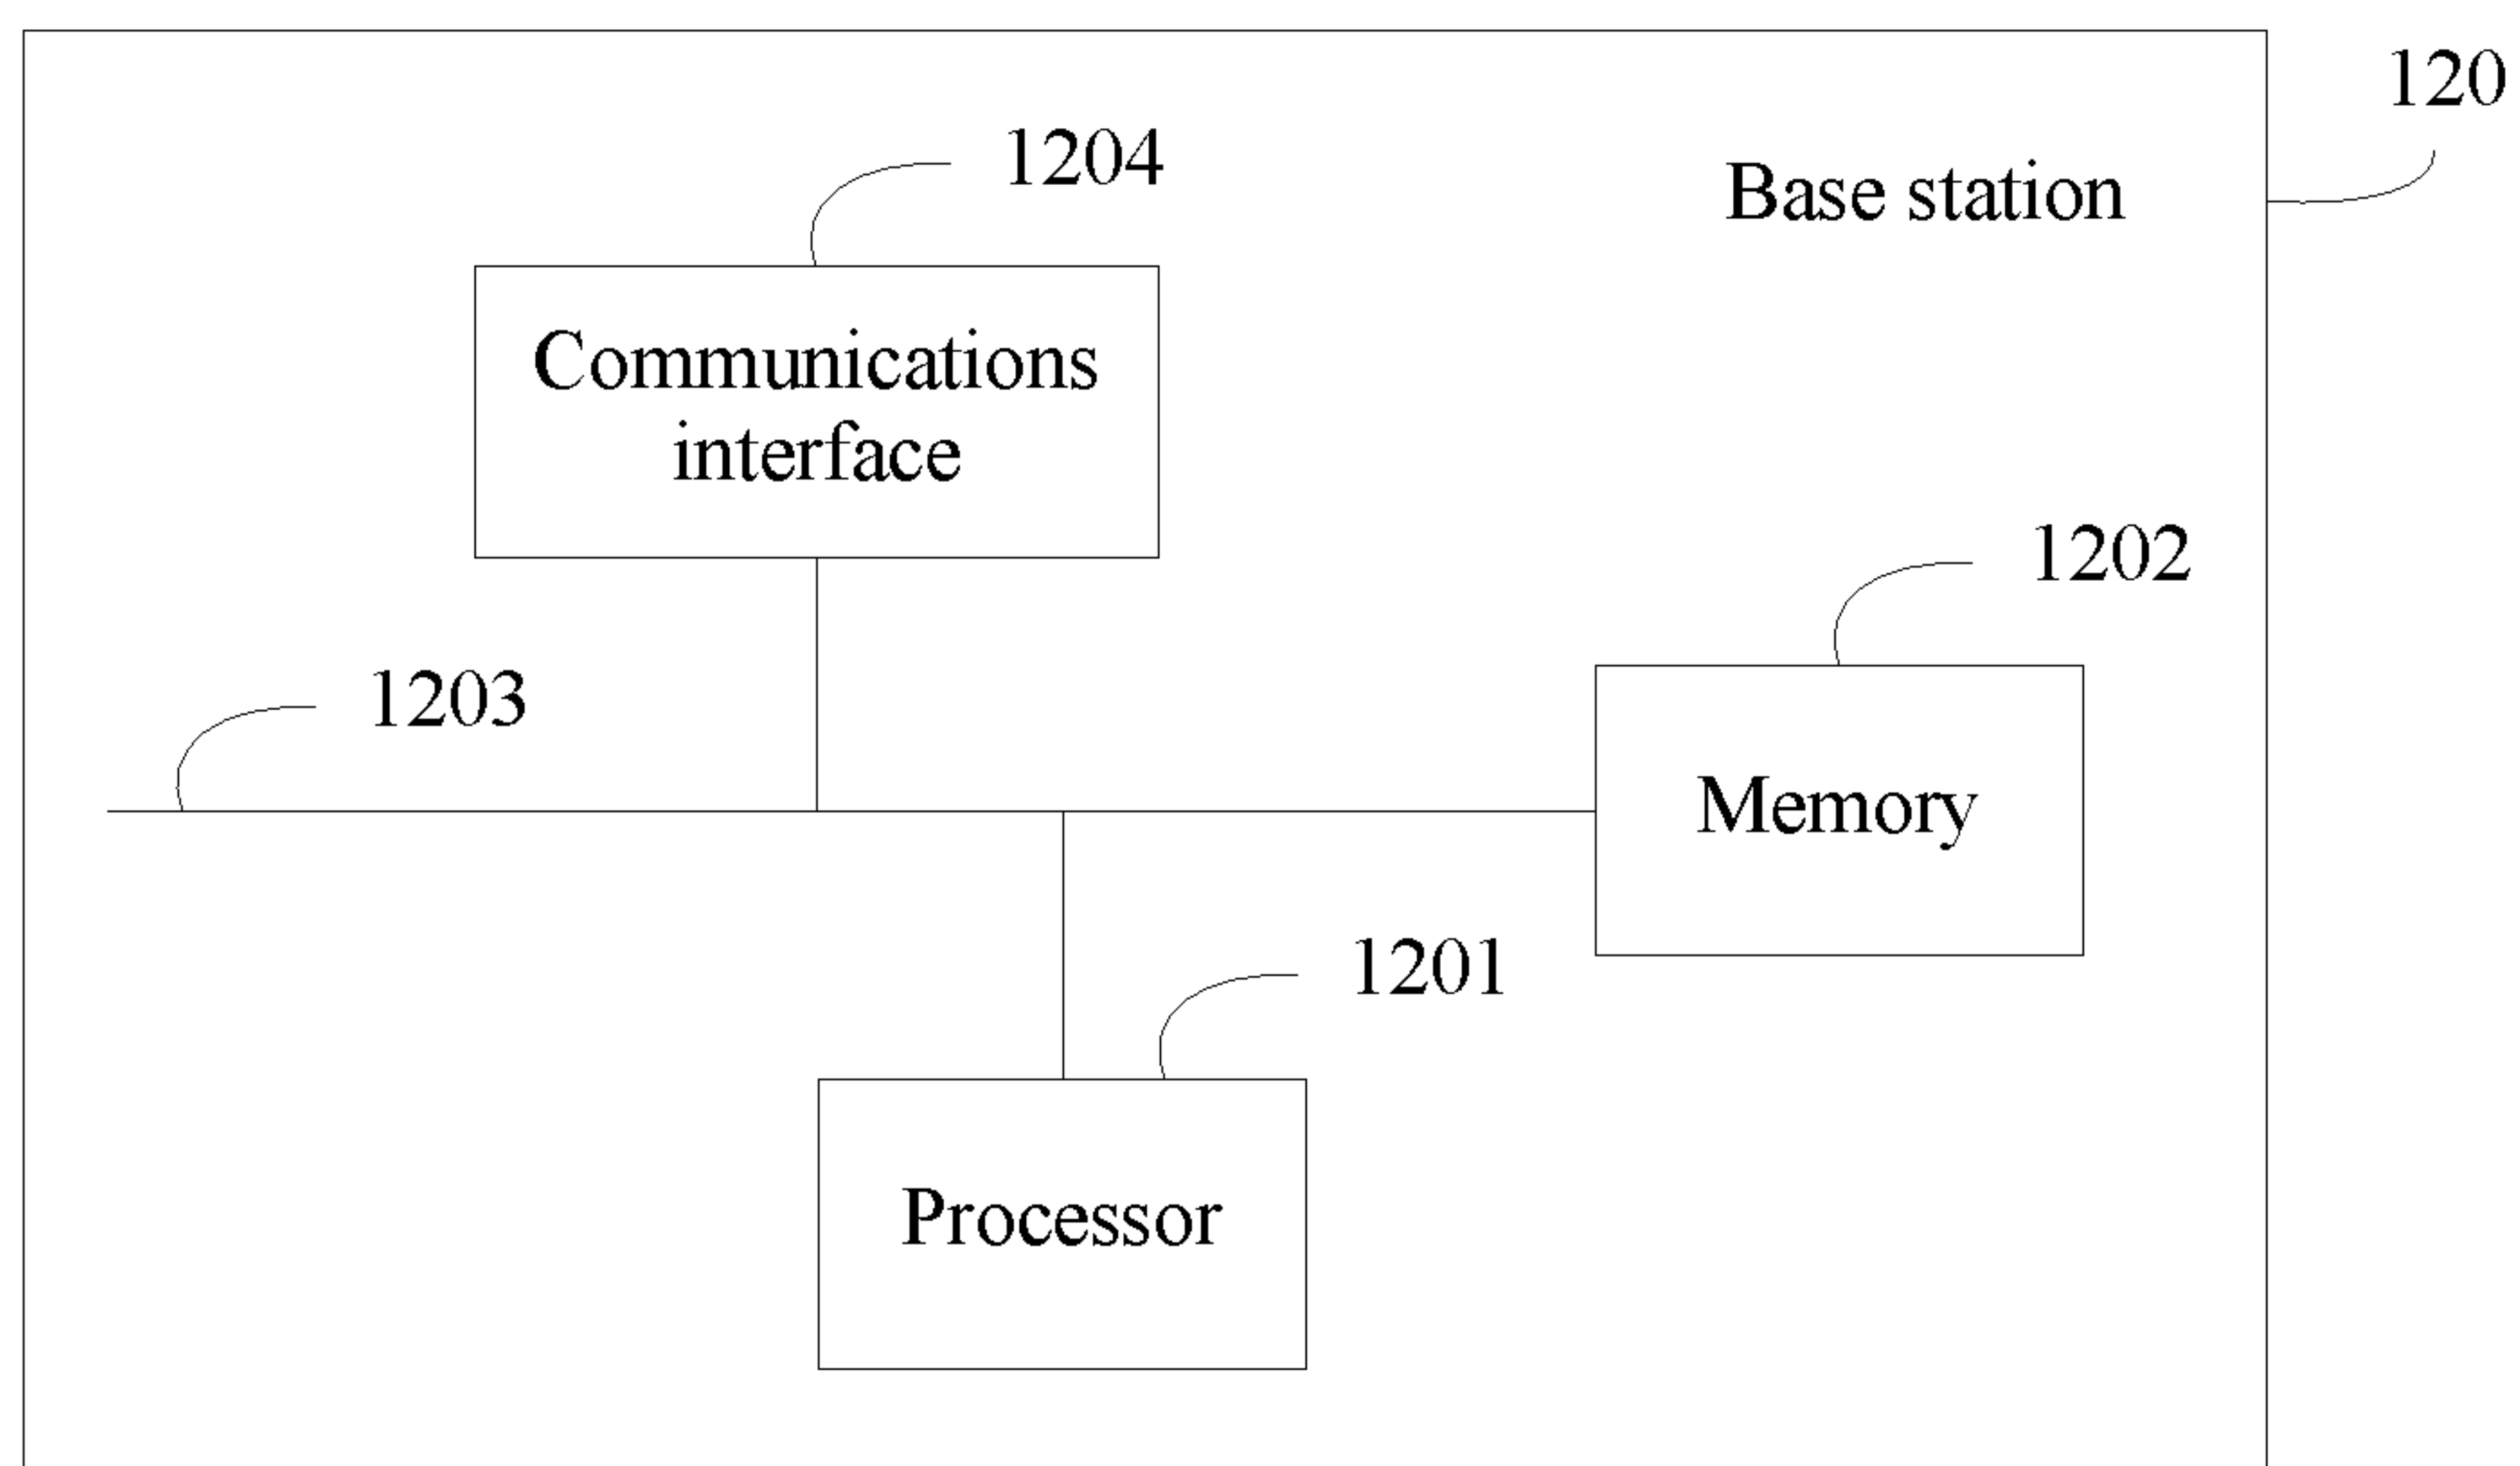 120
1204
Base station
Communications
interface
1202
1203
Memory
1201
Processor